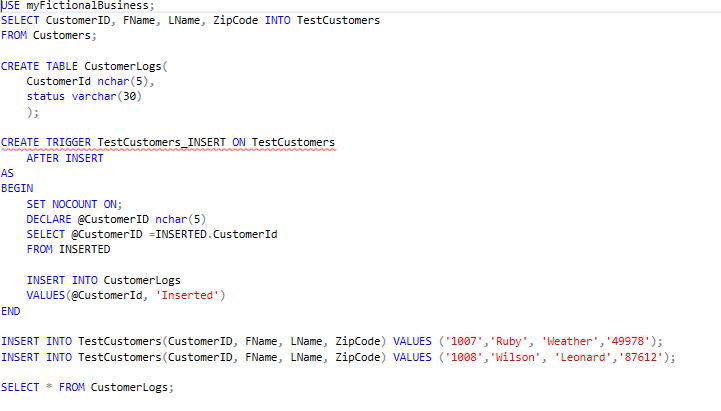 USE myFictionalBusiness;
SELECT CustomerID, FName, LName, ZipCode INTO TestCustomers
FROM Customers;
CREATE TABLE CustomerLogs(
CustomerId nchar(5),
status varchar(30)
);
CREATE TRIGGER TestCustomers_INSERT ON TestCustomers
AFTER INSERT
AS
BEGIN
SET NOCOUNT ON;
DECLARE @CustomerID nchar(5)
SELECT @CustomerID =INSERTED.CustomerId
FROM INSERTED
INSERT INTO CustomerLogs
VALUES(@CustomerId, 'Inserted')
END
INSERT INTO TestCustomers(CustomerID, FName, LName, ZipCode) VALUES ('1007','Ruby', 'Weather','49978');
INSERT INTO TestCustomers(CustomerID, FName, LName, ZipCode) VALUES ('1008','Wilson', 'Leonard','87612');
SELECT * FROM CustomerLogs;